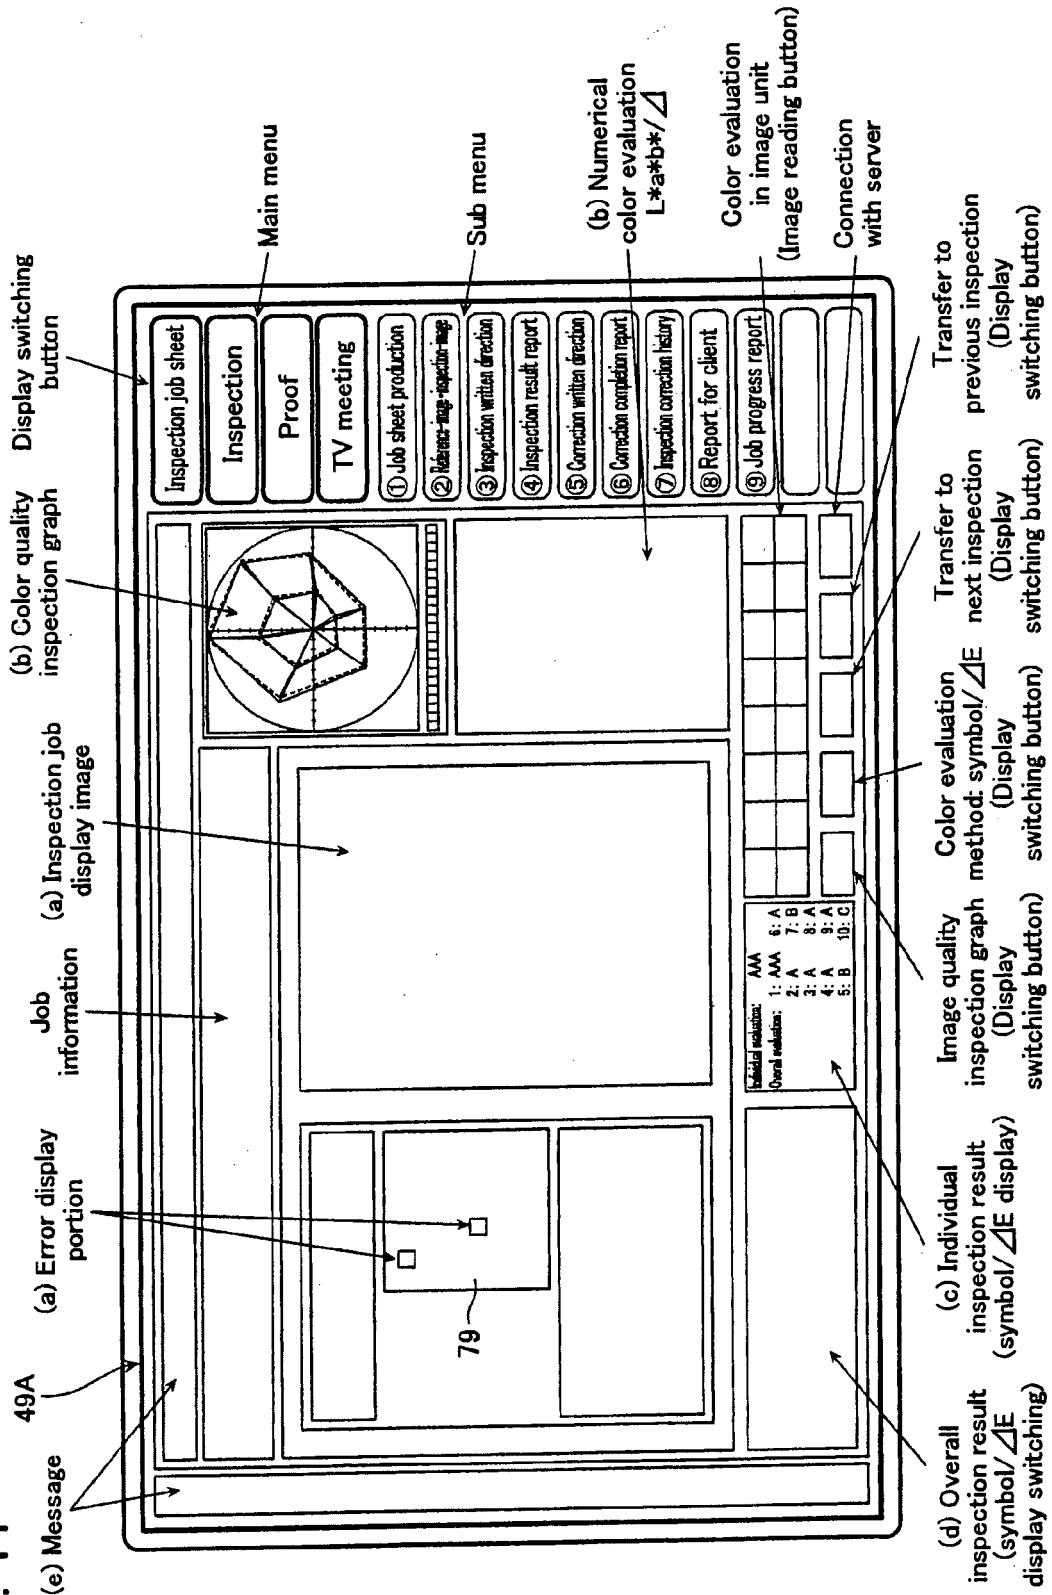 49A
(e) Message
(a) Error display
portion
Job
information
(a) Inspection job
display image
(b) Color quality
inspection graph
Display switching
button
Main menu
Sub menu
(b) Numerical
color evaluation
L*a*b*/⊿
Color evaluation
in image unit
(Image reading button)
Connection
with server
Inspection job sheet
Inspection
Proof
TV meeting
① Job sheet production
② Reference-image-inspection-image
③ Inspection written direction
④ Inspection result report
⑤ Correction written direction
⑥ Correction completion report
⑦ Inspection correction history
⑧ Report for client
⑨ Job progress report
79
Individual evaluation: AAA
Overall evaluation: 1: AAA 6: A
2: A 7: B
3: A 8: A
4: A 9: A
5: B 10: C
(d) Overall
inspection result
(symbol/⊿E
display switching)
(c) Individual
inspection result
(symbol/⊿E display)
Image quality
inspection graph
(Display
switching button)
Color evaluation
method: symbol/⊿E
(Display
switching button)
Transfer to
next inspection
(Display
switching button)
Transfer to
previous inspection
(Display
switching button)